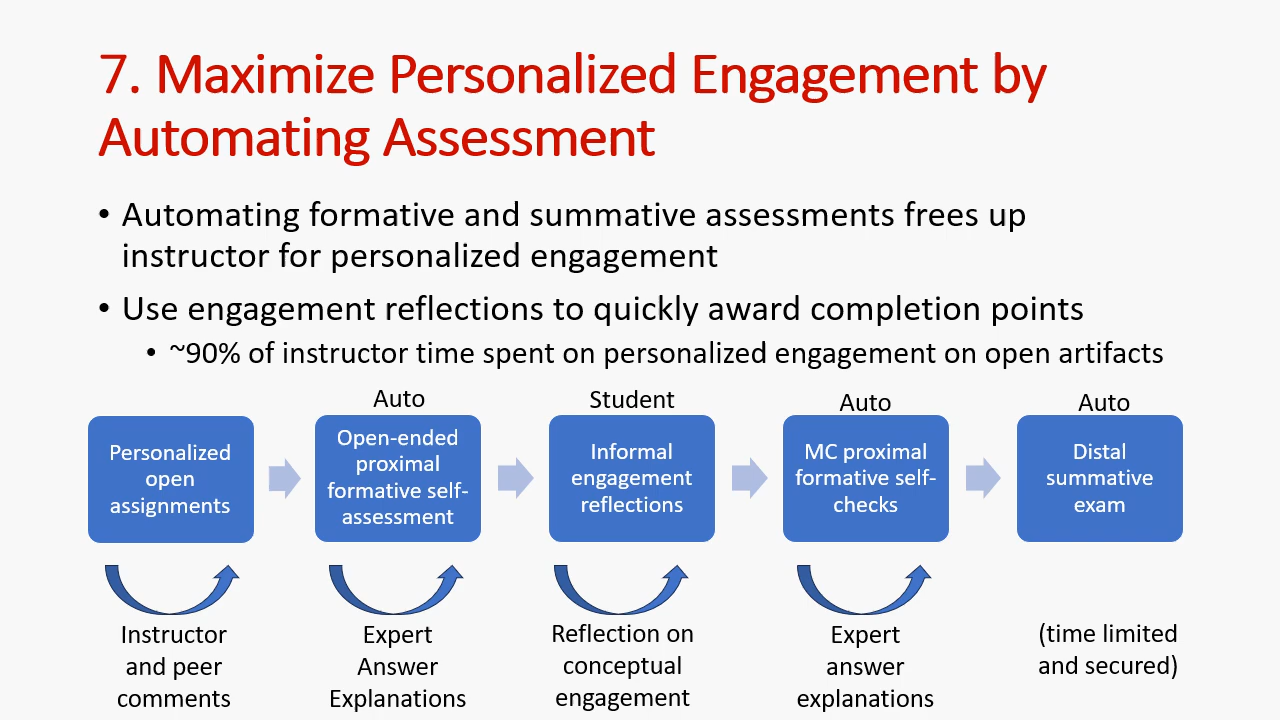 7. Maximize Personalized Engagement by
Automating Assessment
• Automating formative and summative assessments frees up
instructor for personalized engagement
• Use engagement reflections to quickly award completion points
• ~90% of instructor time spent on personalized engagement on open artifacts
Auto
Student
Auto
Auto
Personalized
open
assignments
Open-ended
proximal
formative self-
assessment
Informal
engagement
reflections
MC proximal
formative self-
checks
Distal
summative
exam
Instructor
and peer
comments
Expert
Answer
Explanations
Reflection on
conceptual
engagement
Expert
answer
explanations
(time limited
and secured)